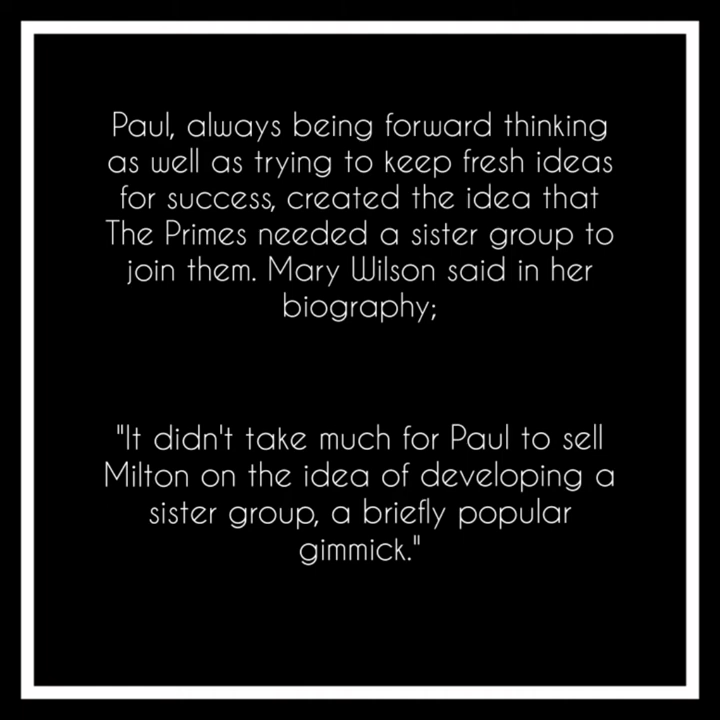 Paul, always being forward thinking
as well as trying to keep fresh ideas
for success, created the idea that
The Primes needed a sister group to
join them. Mary Wilson said in her
biography;
"It didn't take much for Paul to sell
Milton on the idea of developing a
sister group, a briefly popular
gimmick."